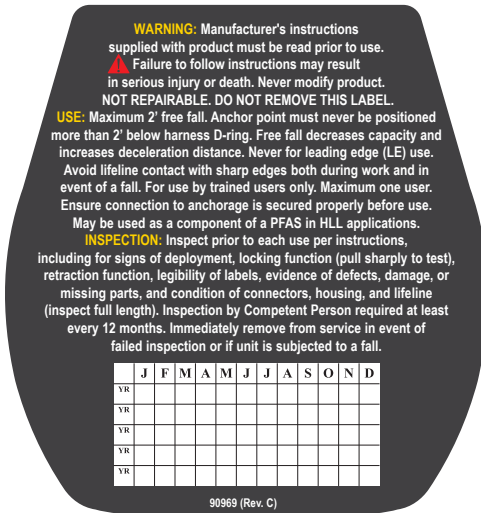 WARNING: Manufacturer's instructions
supplied with product must be read prior to use.
Failure to follow instructions may result
in serious injury or death. Never modify product.
NOT REPAIRABLE. DO NOT REMOVE THIS LABEL.
USE: Maximum 2’ free fall. Anchor point must never be positioned
more than 2’ below harness D-ring. Free fall decreases capacity and
increases deceleration distance. Never for leading edge (LE) use.
Avoid lifeline contact with sharp edges both during work and in
event of a fall. For use by trained users only. Maximum one user.
Ensure connection to anchorage is secured properly before use.
May be used as a component of a PFAS in HLL applications.
INSPECTION: Inspect prior to each use per instructions,
including for signs of deployment, locking function (pull sharply to test),
retraction function, legibility of labels, evidence of defects, damage, or
missing parts, and condition of connectors, housing, and lifeline
(inspect full length). Inspection by Competent Person required at least
every 12 months. Immediately remove from service in event of
failed inspection or if unit is subjected to a fall.
J F M A M J J A S O N D
YR
YR
YR
YR
YR
90969 (Rev. C)